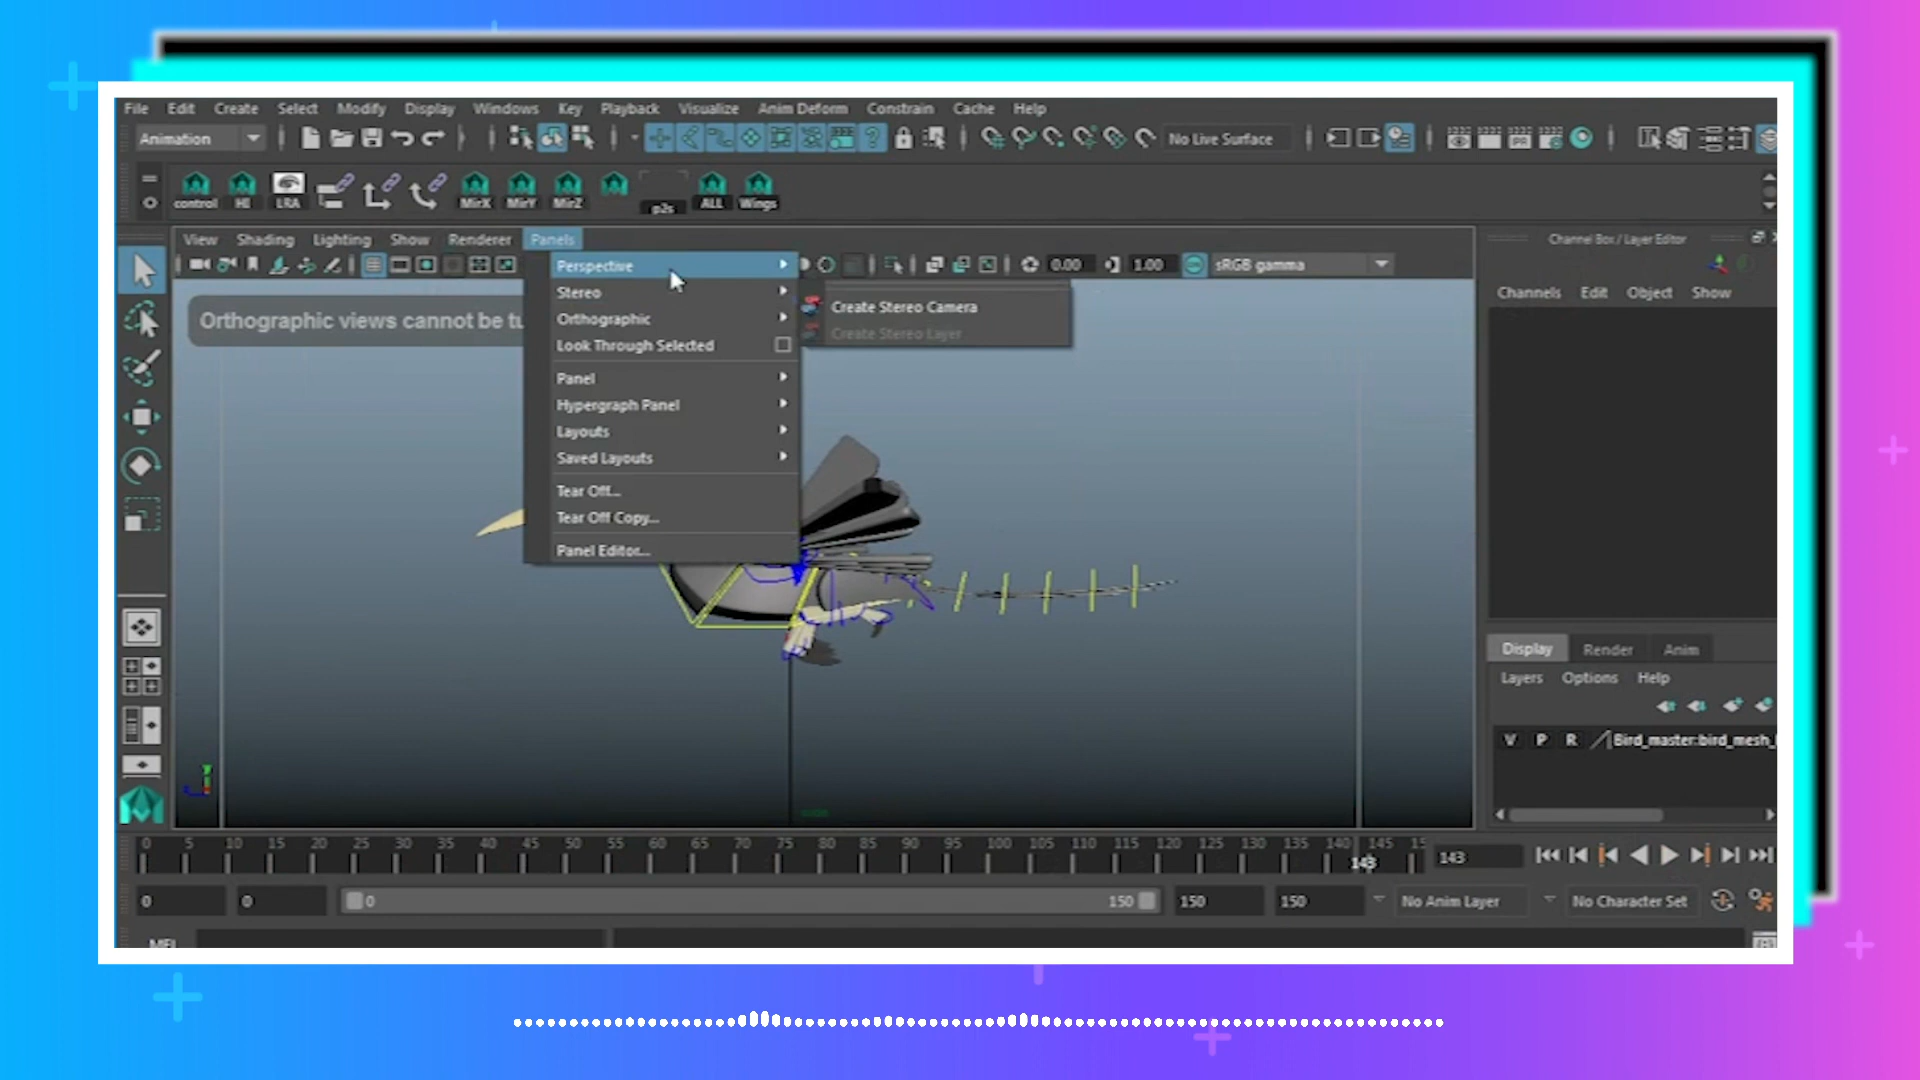 File Edit Create Select Modify Display Windows Key Playback Visualize Anim Deform Constrain Cache Help
Animation No Live Surface
control HI LRA MirX MirY MirZ p2s ALL Wings
View Shading Lighting Show Renderer Panels
Channel Box / Layer Editor
0.00 1.00 sRGB gamma
Perspective
Stereo
Orthographic
Look Through Selected
Panel
Hypergraph Panel
Layouts
Saved Layouts
Tear Off...
Tear Off Copy...
Panel Editor...
Create Stereo Camera
Create Stereo Layer
Orthographic views cannot be tu
Channels Edit Object Show
Display Render Anim
Layers Options Help
V P R Bird_master:bird_mesh_
0 5 10 15 20 25 30 35 40 45 50 55 60 65 70 75 80 85 90 95 100 105 110 115 120 125 130 135 140 145 15
143 143
0 0 0 150 150 150 No Anim Layer No Character Set
MEL